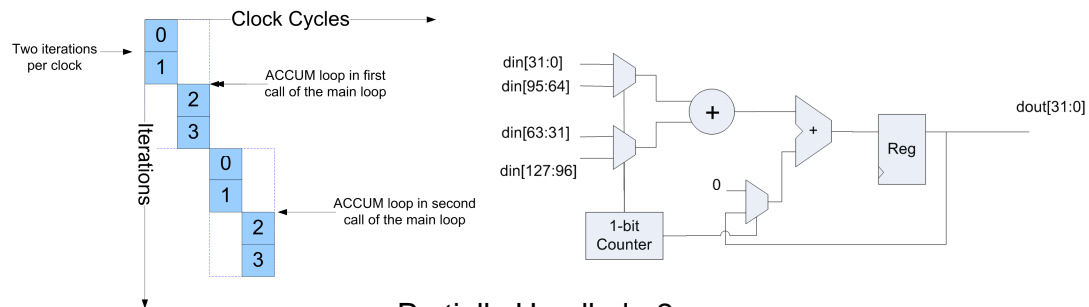 Clock Cycles
Two iterations
per clock
0
1
ACCUM loop in first
call of the main loop
2
3
Iterations
0
1
ACCUM loop in second
call of the main loop
2
3
din[31:0]
din[95:64]
din[63:31]
din[127:96]
+
+
Reg
dout[31:0]
0
1-bit
Counter